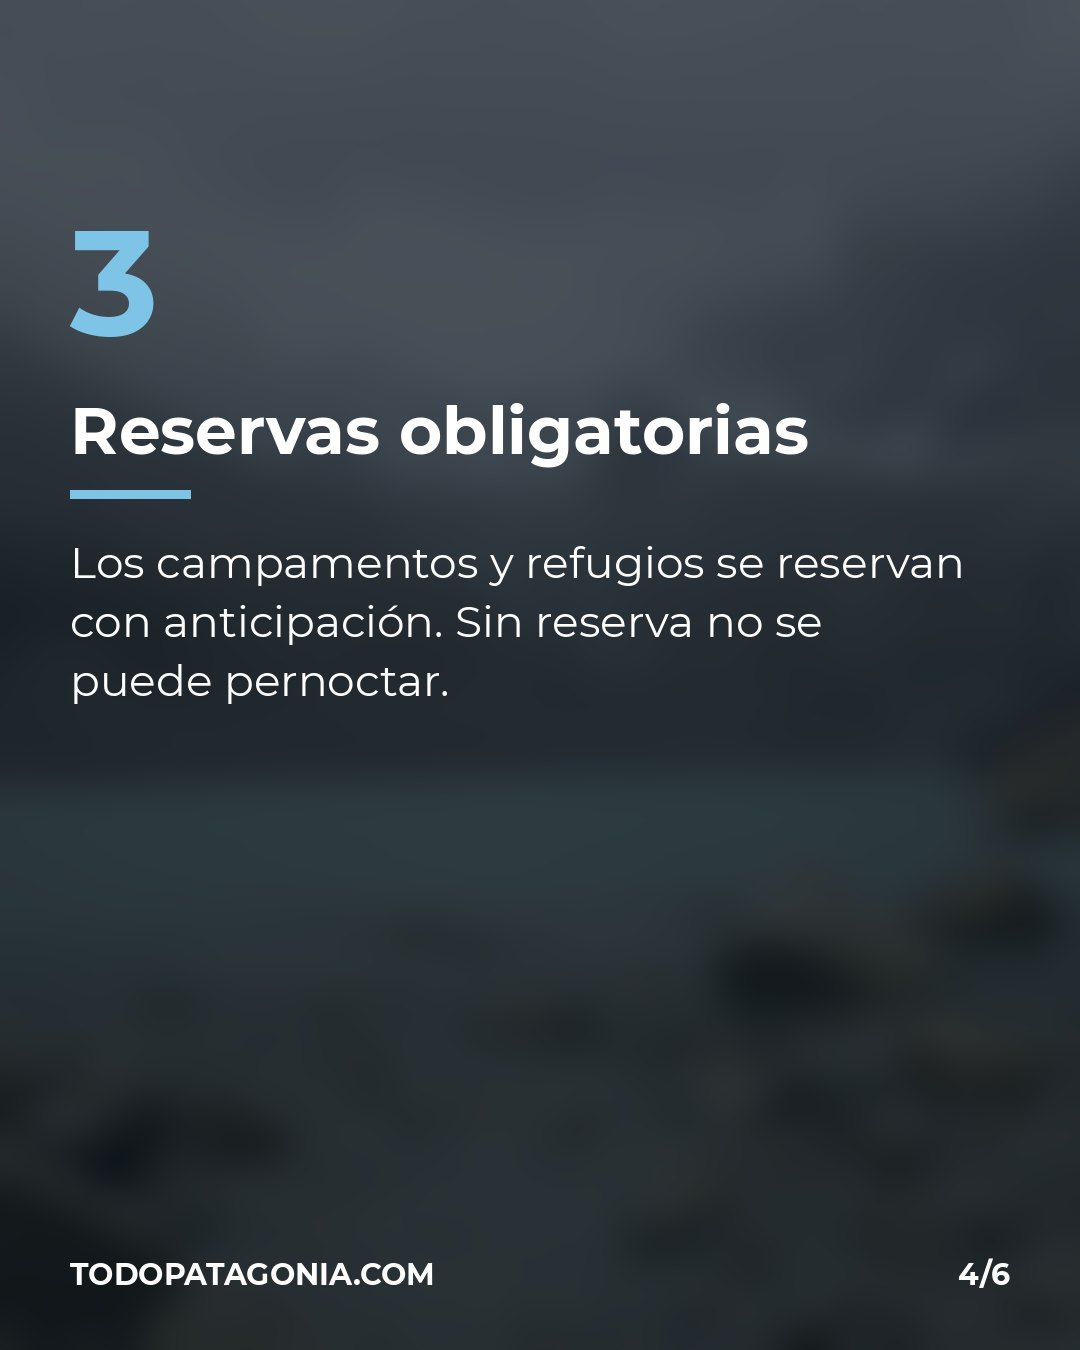 3
Reservas obligatorias
Los campamentos y refugios se reservan
con anticipación. Sin reserva no se
puede pernoctar.
TODOPATAGONIA.COM
4/6